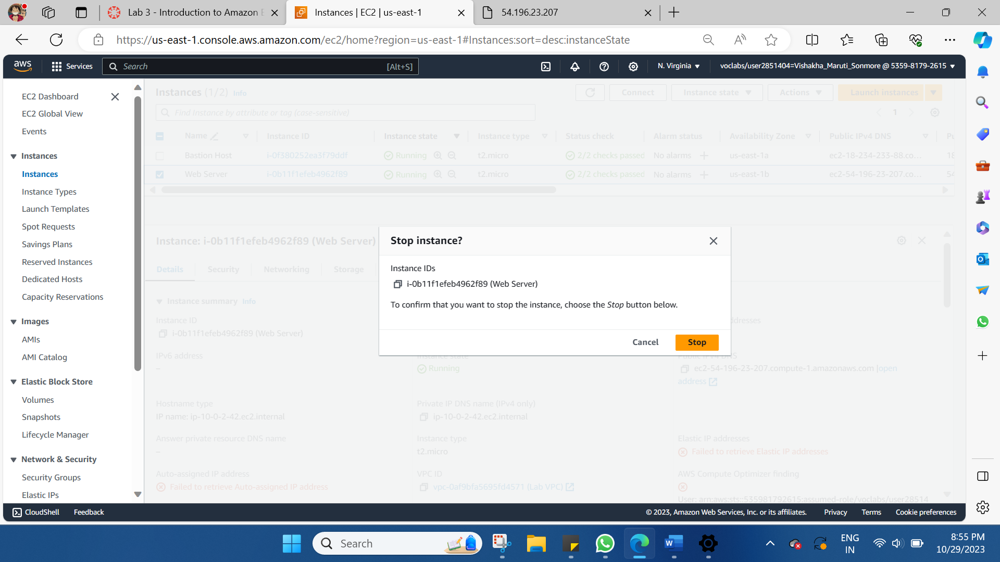 Lab 3 - Introduction to Amazon E
Instances | EC2 | us-east-1
54.196.23.207
https://us-east-1.console.aws.amazon.com/ec2/home?region=us-east-1#Instances:sort=desc:instanceState
aws
Services
Search
[Alt+S]
N. Virginia
voclabs/user2851404=Vishakha_Maruti_Sonmore @ 5359-8179-2615
EC2 Dashboard
EC2 Global View
Events
Instances
Instances
Instance Types
Launch Templates
Spot Requests
Savings Plans
Reserved Instances
Dedicated Hosts
Capacity Reservations
Images
AMIs
AMI Catalog
Elastic Block Store
Volumes
Snapshots
Lifecycle Manager
Network & Security
Security Groups
Elastic IPs
Instances (1/2) Info
Connect
Instance state
Actions
Launch instances
Find Instance by attribute or tag (case-sensitive)
1
Name Instance ID Instance state Instance type Status check Alarm status Availability Zone Public IPv4 DNS Pu
Bastion Host i-0f380252ea3f79ddf Running t2.micro 2/2 checks passed No alarms us-east-1a ec2-18-234-233-88.co... 18
Web Server i-0b11f1efeb4962f89 Running t2.micro 2/2 checks passed No alarms us-east-1b ec2-54-196-23-207.co... 54
Instance: i-0b11f1efeb4962f89 (Web Server)
Details Security Networking Storage
Stop instance?
Instance IDs
i-0b11f1efeb4962f89 (Web Server)
To confirm that you want to stop the instance, choose the Stop button below.
Cancel
Stop
Instance summary Info
Instance ID
i-0b11f1efeb4962f89 (Web Server)
ddresses
IPv6 address
–
Instance state
Running
Public IPv4 DNS
ec2-54-196-23-207.compute-1.amazonaws.com |open
address
Hostname type
IP name: ip-10-0-2-42.ec2.internal
Private IP DNS name (IPv4 only)
ip-10-0-2-42.ec2.internal
Answer private resource DNS name
–
Instance type
t2.micro
Elastic IP addresses
Failed to retrieve Elastic IP addresses
Auto-assigned IP address
Failed to retrieve Auto-assigned IP address
VPC ID
vpc-0af9bfa5695fd4571 (Lab VPC)
AWS Compute Optimizer finding
User: arn:aws:sts::535981792615:assumed-role/voclabs/user28514
CloudShell
Feedback
© 2023, Amazon Web Services, Inc. or its affiliates.
Privacy
Terms
Cookie preferences
Search
ENG
IN
8:55 PM
10/29/2023